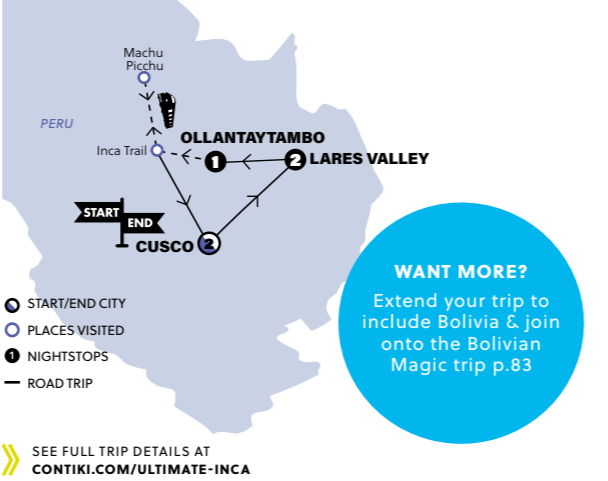 Machu
Picchu
PERU
Inca Trail
OLLANTAYTAMBO
1
2 LARES VALLEY
START
END
CUSCO 2
START/END CITY
PLACES VISITED
1 NIGHTSTOPS
ROAD TRIP
WANT MORE?
Extend your trip to
include Bolivia & join
onto the Bolivian
Magic trip p.83
SEE FULL TRIP DETAILS AT
CONTIKI.COM/ULTIMATE-INCA